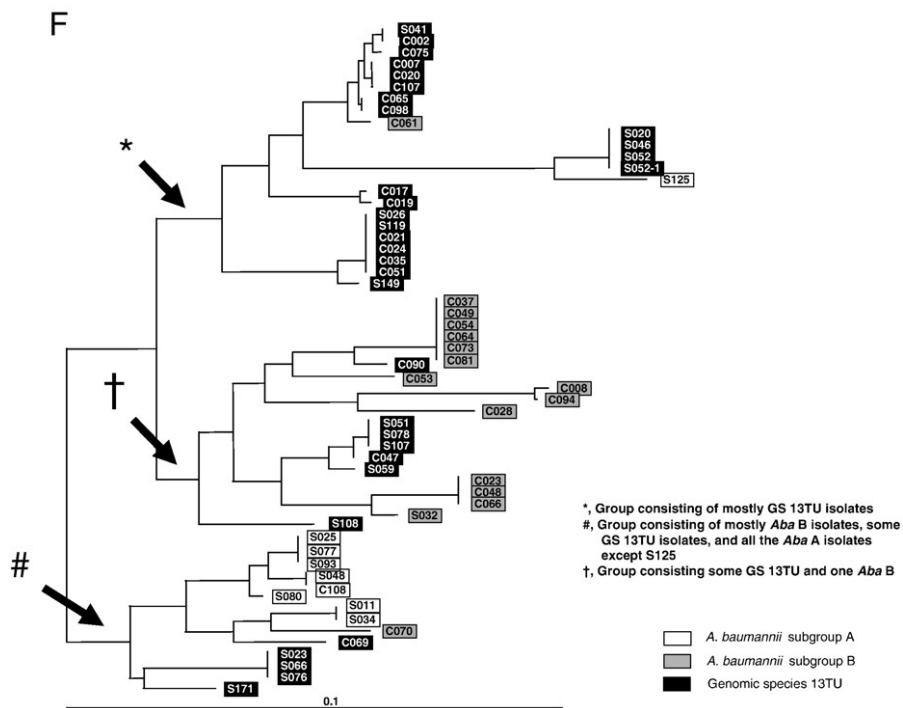 F
S041
C002
C075
C007
C020
C107
C065
C098
C061
S020
S046
S052
S052-1
S125
*
C017
C019
S026
S119
C021
C024
C035
C051
S149
C037
C049
C054
C064
C073
C081
C090
C053
†
C008
C094
C028
S051
S078
S107
C047
S059
C023
C048
C066
S032
S108
*, Group consisting of mostly GS 13TU isolates
#, Group consisting of mostly Aba B isolates, some
GS 13TU isolates, and all the Aba A isolates
except S125
†, Group consisting some GS 13TU and one Aba B
#
S025
S077
S093
S048
C108
S080
S011
S034
C070
C069
S023
S066
S076
S171
A. baumannii subgroup A
A. baumannii subgroup B
Genomic species 13TU
0.1